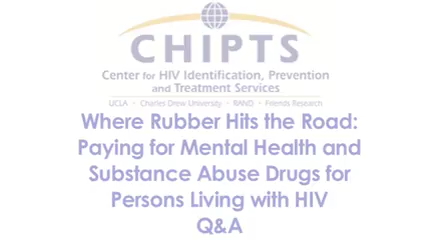 CHIPTS
Center for HIV Identification, Prevention
and Treatment Services
UCLA • Charles Drew University • RAND • Friends Research
Where Rubber Hits the Road:
Paying for Mental Health and
Substance Abuse Drugs for
Persons Living with HIV
Q&A